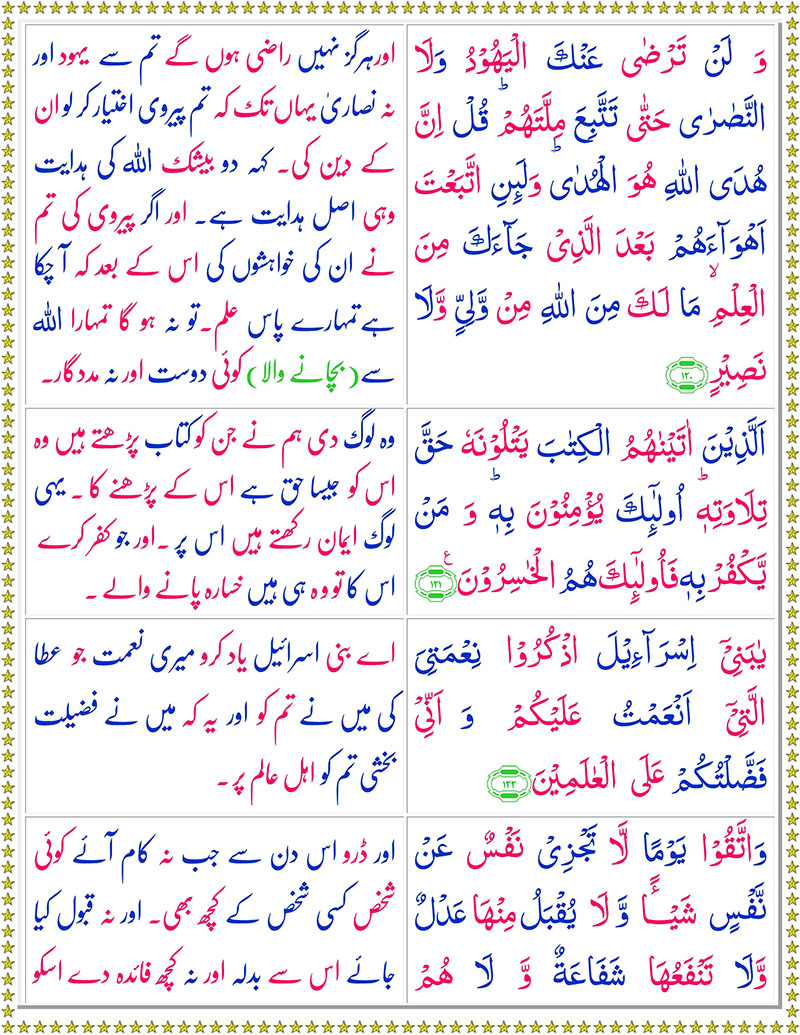 وَ لَنْ تَرْضٰى عَنْكَ الْيَهُوْدُ وَلَا
النَّصٰرٰى حَتّٰى تَتَّبِعَ مِلَّتَهُمْ ؕ قُلْ اِنَّ
هُدَى اللّٰهِ هُوَ الْهُدٰى ؕ وَلَىِٕنِ اتَّبَعْتَ
اَهْوَآءَهُمْ بَعْدَ الَّذِىْ جَآءَكَ مِنَ
الْعِلْمِ ۙ مَا لَكَ مِنَ اللّٰهِ مِنْ وَّلِىٍّ وَّلَا
نَصِيْرٍ ۱۲۰
اورہرگز نہیں راضی ہوں گے تم سے یہود اور
نہ نصاریٰ یہاں تک کہ تم پیروی اختیار کر لو ان
کے دین کی۔ کہہ دو بیشک اللہ کی ہدایت
وہی اصل ہدایت ہے۔ اور اگر پیروی کی تم
نے ان کی خواہشوں کی اس کے بعد کہ آ چکا
ہے تمہارے پاس علم۔ تو نہ ہو گا تمہارا اللہ
سے (بچانے والا) کوئی دوست اور نہ مددگار۔
اَلَّذِيْنَ اٰتَيْنٰهُمُ الْكِتٰبَ يَتْلُوْنَهٗ حَقَّ
تِلَاوَتِهٖ ؕ اُولٰٓىِٕكَ يُؤْمِنُوْنَ بِهٖ ؕ وَ مَنْ
يَّكْفُرْ بِهٖ فَاُولٰٓىِٕكَ هُمُ الْخٰسِرُوْنَ ۱۲۱ ع
وہ لوگ دی ہم نے جن کو کتاب پڑھتے ہیں وہ
اس کو جیسا حق ہے اس کے پڑھنے کا ۔ یہی
لوگ ایمان رکھتے ہیں اس پر ۔اور جو کفر کرے
اس کا تو وہ ہی ہیں خسارہ پانے والے ۔
يٰبَنِىْٓ اِسْرَآءِيْلَ اذْكُرُوْا نِعْمَتِىَ
الَّتِىْٓ اَنْعَمْتُ عَلَيْكُمْ وَ اَنِّىْ
فَضَّلْتُكُمْ عَلَى الْعٰلَمِيْنَ ۱۲۲
اے بنی اسرائیل یاد کرو میری نعمت جو عطا
کی میں نے تم کو اور یہ کہ میں نے فضیلت
بخشی تم کو اہل عالم پر ۔
وَاتَّقُوْا يَوْمًا لَّا تَجْزِىْ نَفْسٌ عَنْ
نَّفْسٍ شَيْـــًٔا وَّ لَا يُقْبَلُ مِنْهَا عَدْلٌ
وَّلَا تَنْفَعُهَا شَفَاعَةٌ وَّ لَا هُمْ
اور ڈرو اس دن سے جب نہ کام آئے کوئی
شخص کسی شخص کے کچھ بھی۔ اور نہ قبول کیا
جائے اس سے بدلہ اور نہ کچھ فائدہ دے اسکو